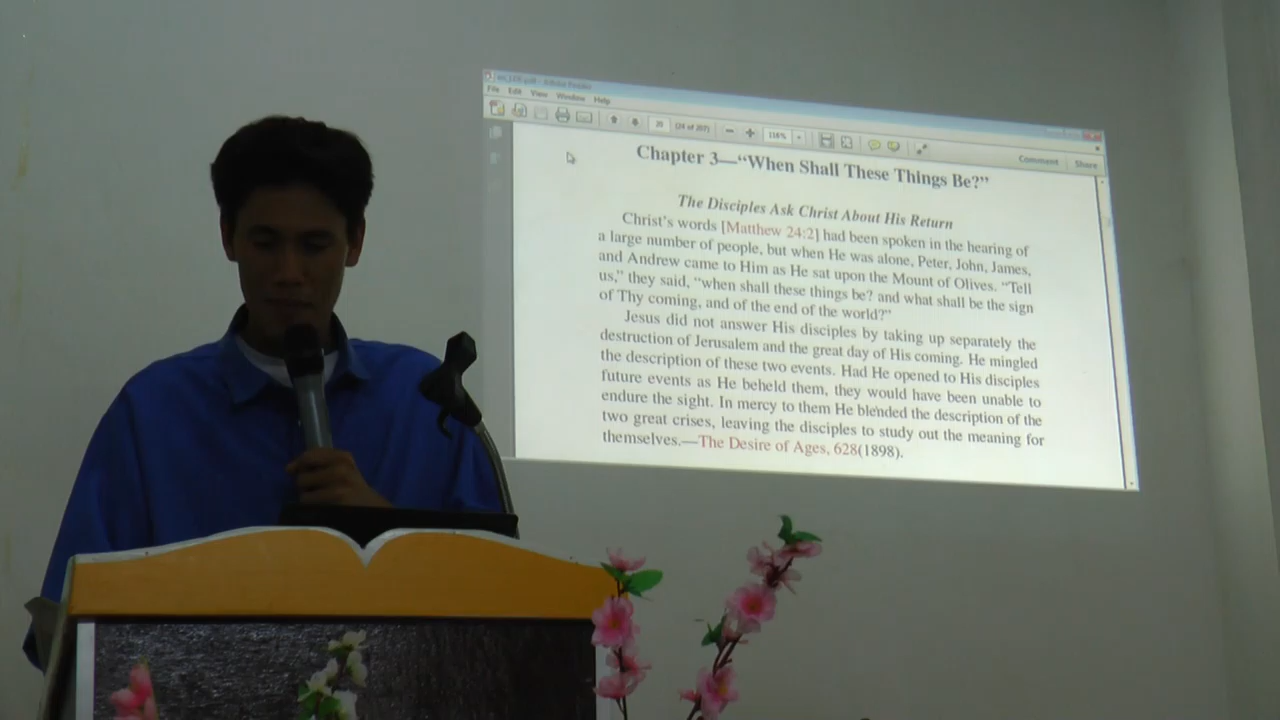 File Edit View Window Help
20 (24 of 207) 116%
Comment Share
Chapter 3—“When Shall These Things Be?”
The Disciples Ask Christ About His Return
Christ’s words [Matthew 24:2] had been spoken in the hearing of
a large number of people, but when He was alone, Peter, John, James,
and Andrew came to Him as He sat upon the Mount of Olives. “Tell
us,” they said, “when shall these things be? and what shall be the sign
of Thy coming, and of the end of the world?”
Jesus did not answer His disciples by taking up separately the
destruction of Jerusalem and the great day of His coming. He mingled
the description of these two events. Had He opened to His disciples
future events as He beheld them, they would have been unable to
endure the sight. In mercy to them He blended the description of the
two great crises, leaving the disciples to study out the meaning for
themselves.—The Desire of Ages, 628(1898).